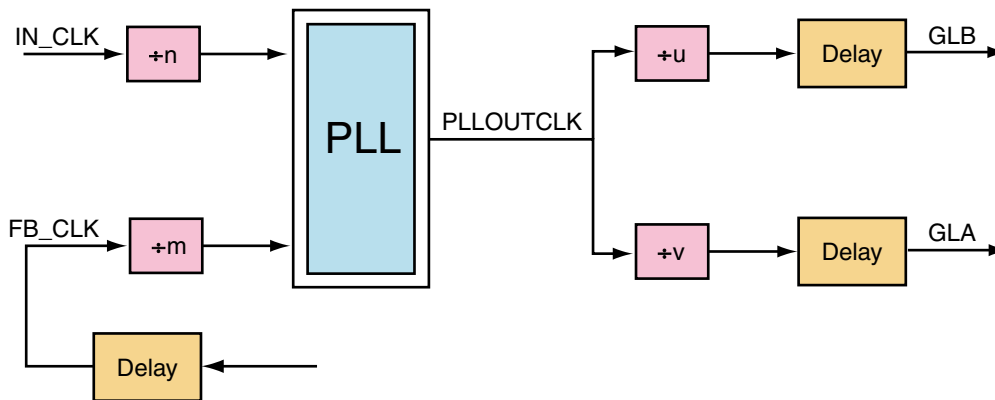 IN_CLK
÷n
PLL
PLLOUTCLK
÷u
Delay
GLB
FB_CLK
÷m
÷v
Delay
GLA
Delay